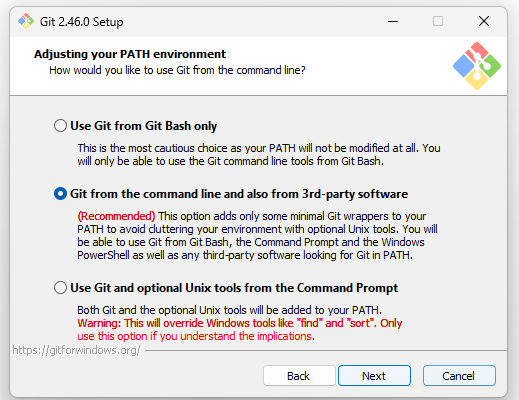 Git 2.46.0 Setup
Adjusting your PATH environment
How would you like to use Git from the command line?
Use Git from Git Bash only
This is the most cautious choice as your PATH will not be modified at all. You
will only be able to use the Git command line tools from Git Bash.
Git from the command line and also from 3rd-party software
(Recommended) This option adds only some minimal Git wrappers to your
PATH to avoid cluttering your environment with optional Unix tools. You will
be able to use Git from Git Bash, the Command Prompt and the Windows
PowerShell as well as any third-party software looking for Git in PATH.
Use Git and optional Unix tools from the Command Prompt
Both Git and the optional Unix tools will be added to your PATH.
Warning: This will override Windows tools like "find" and "sort". Only
use this option if you understand the implications.
https://gitforwindows.org/
Back
Next
Cancel